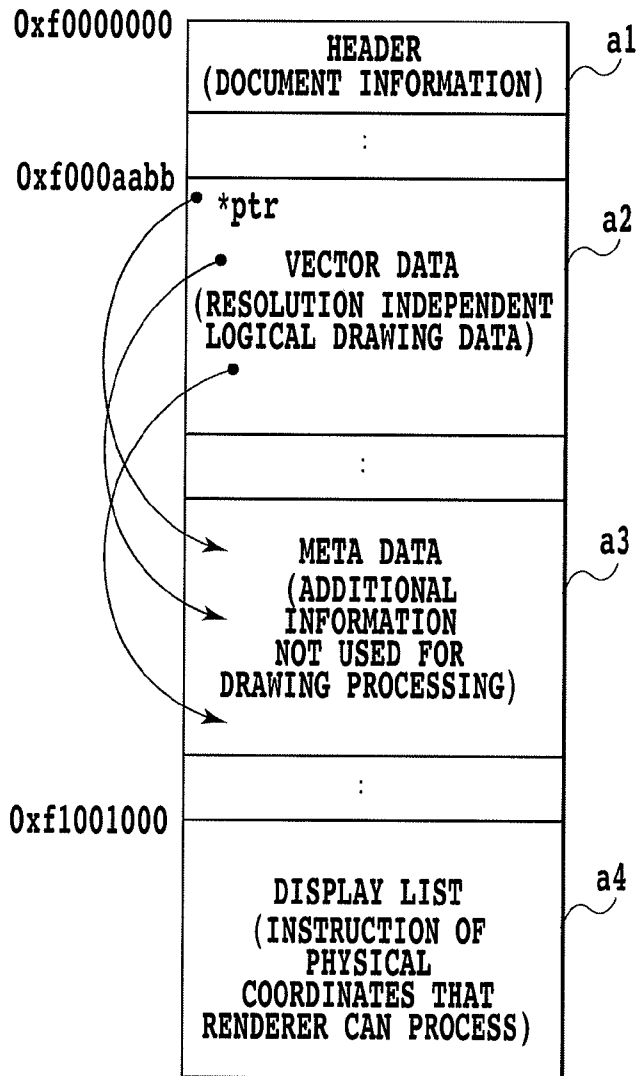 0xf0000000
HEADER
(DOCUMENT INFORMATION)
a1
:
0xf000aabb
*ptr
a2
VECTOR DATA
(RESOLUTION INDEPENDENT
LOGICAL DRAWING DATA)
:
META DATA
(ADDITIONAL
INFORMATION
NOT USED FOR
DRAWING PROCESSING)
a3
:
0xf1001000
DISPLAY LIST
(INSTRUCTION OF
PHYSICAL
COORDINATES THAT
RENDERER CAN PROCESS)
a4